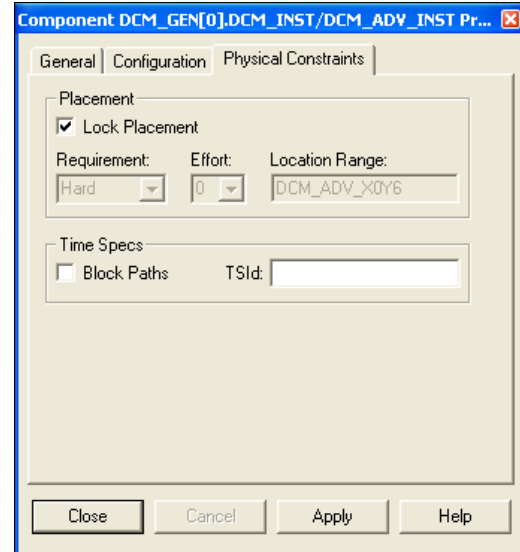 Component DCM_GEN[0].DCM_INST/DCM_ADV_INST Pr...
General Configuration Physical Constraints
Placement
Lock Placement
Requirement: Effort: Location Range:
Hard 0 DCM_ADV_X0Y6
Time Specs
Block Paths TSId:
Close Cancel Apply Help